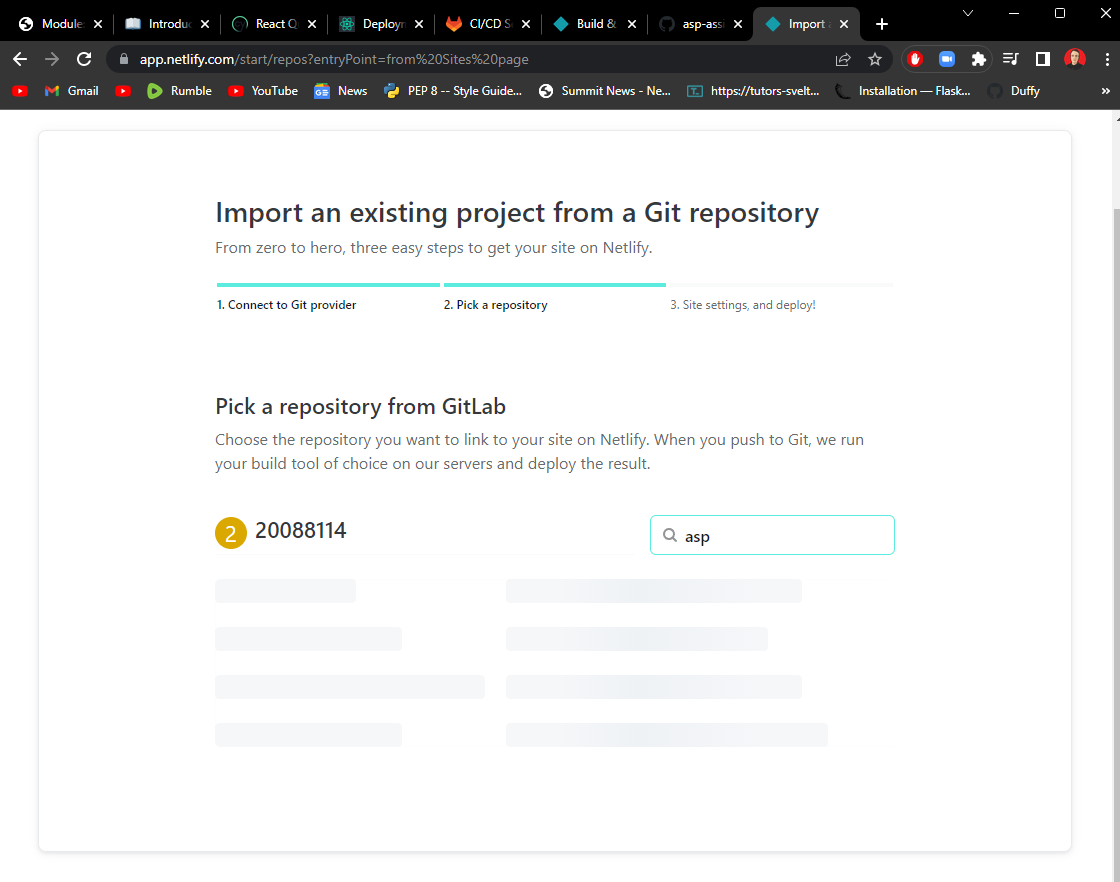 Module
Introduc
React Q
Deploym
CI/CD S
Build &
asp-assi
Import a
app.netlify.com/start/repos?entryPoint=from%20Sites%20page
Gmail
Rumble
YouTube
News
PEP 8 -- Style Guide...
Summit News - Ne...
https://tutors-svelt...
Installation — Flask...
Duffy
»
Import an existing project from a Git repository
From zero to hero, three easy steps to get your site on Netlify.
1. Connect to Git provider
2. Pick a repository
3. Site settings, and deploy!
Pick a repository from GitLab
Choose the repository you want to link to your site on Netlify. When you push to Git, we run
your build tool of choice on our servers and deploy the result.
2 20088114
asp